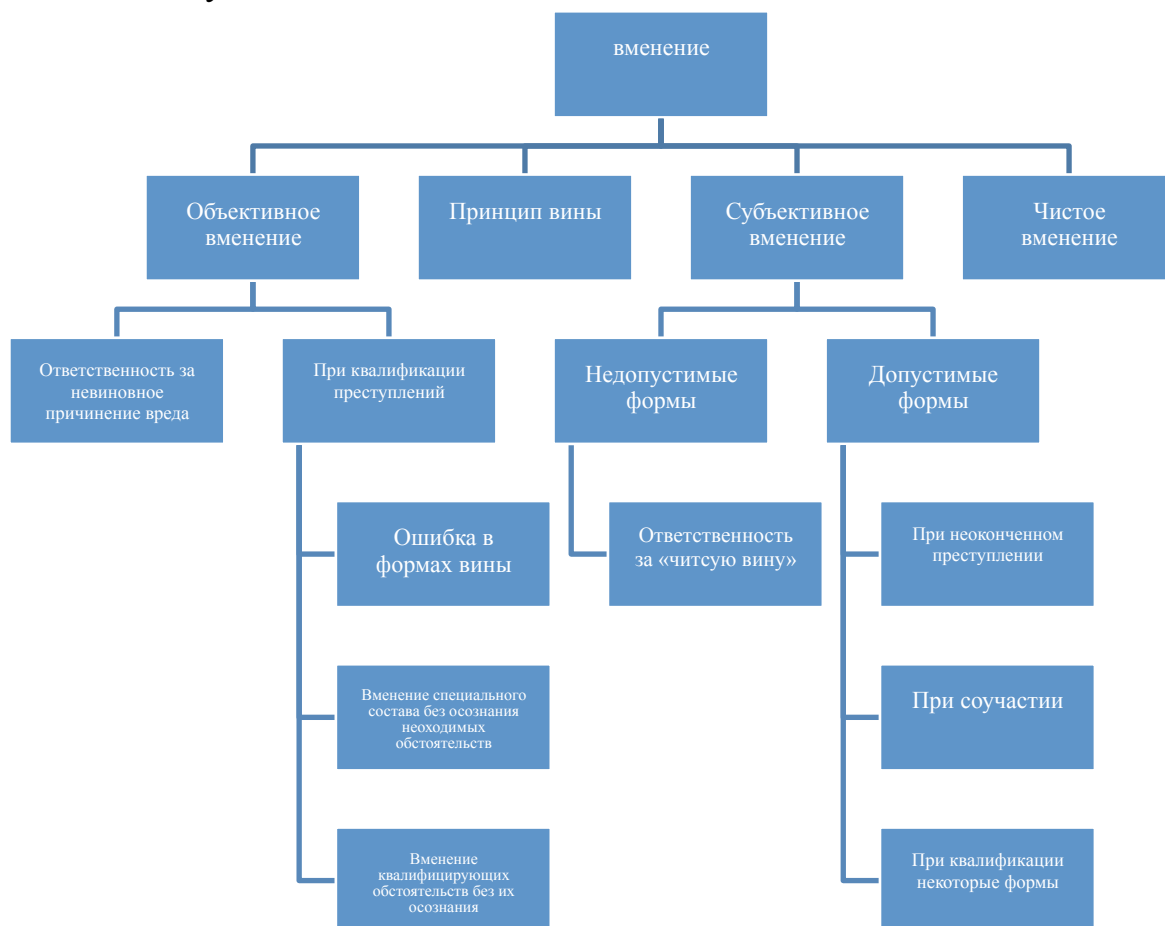 вменение
Объективное
вменение
Принцип вины
Субъективное
вменение
Чистое
вменение
Ответственность за
невиновное
причинение вреда
При квалификации
преступлений
Недопустимые
формы
Допустимые
формы
Ошибка в
формах вины
Ответственность
за «читсую вину»
При неоконченном
преступлении
Вменение специального
состава без осознания
неоходимых
обстоятельств
При соучастии
Вменение
квалифицирующих
обстоятельств без их
осознания
При квалификации
некоторые формы